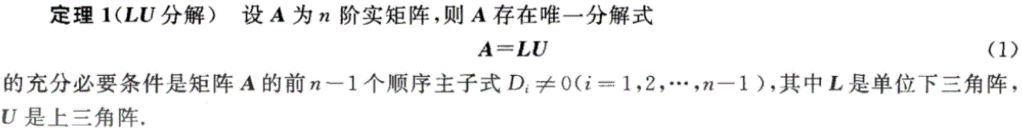 定理 1(LU 分解) 设 A 为 n 阶实矩阵,则 A 存在唯一分解式
A=LU (1)
的充分必要条件是矩阵 A 的前 n-1 个顺序主子式 Dᵢ≠0(i=1,2,…,n-1),其中 L 是单位下三角阵,
U 是上三角阵.